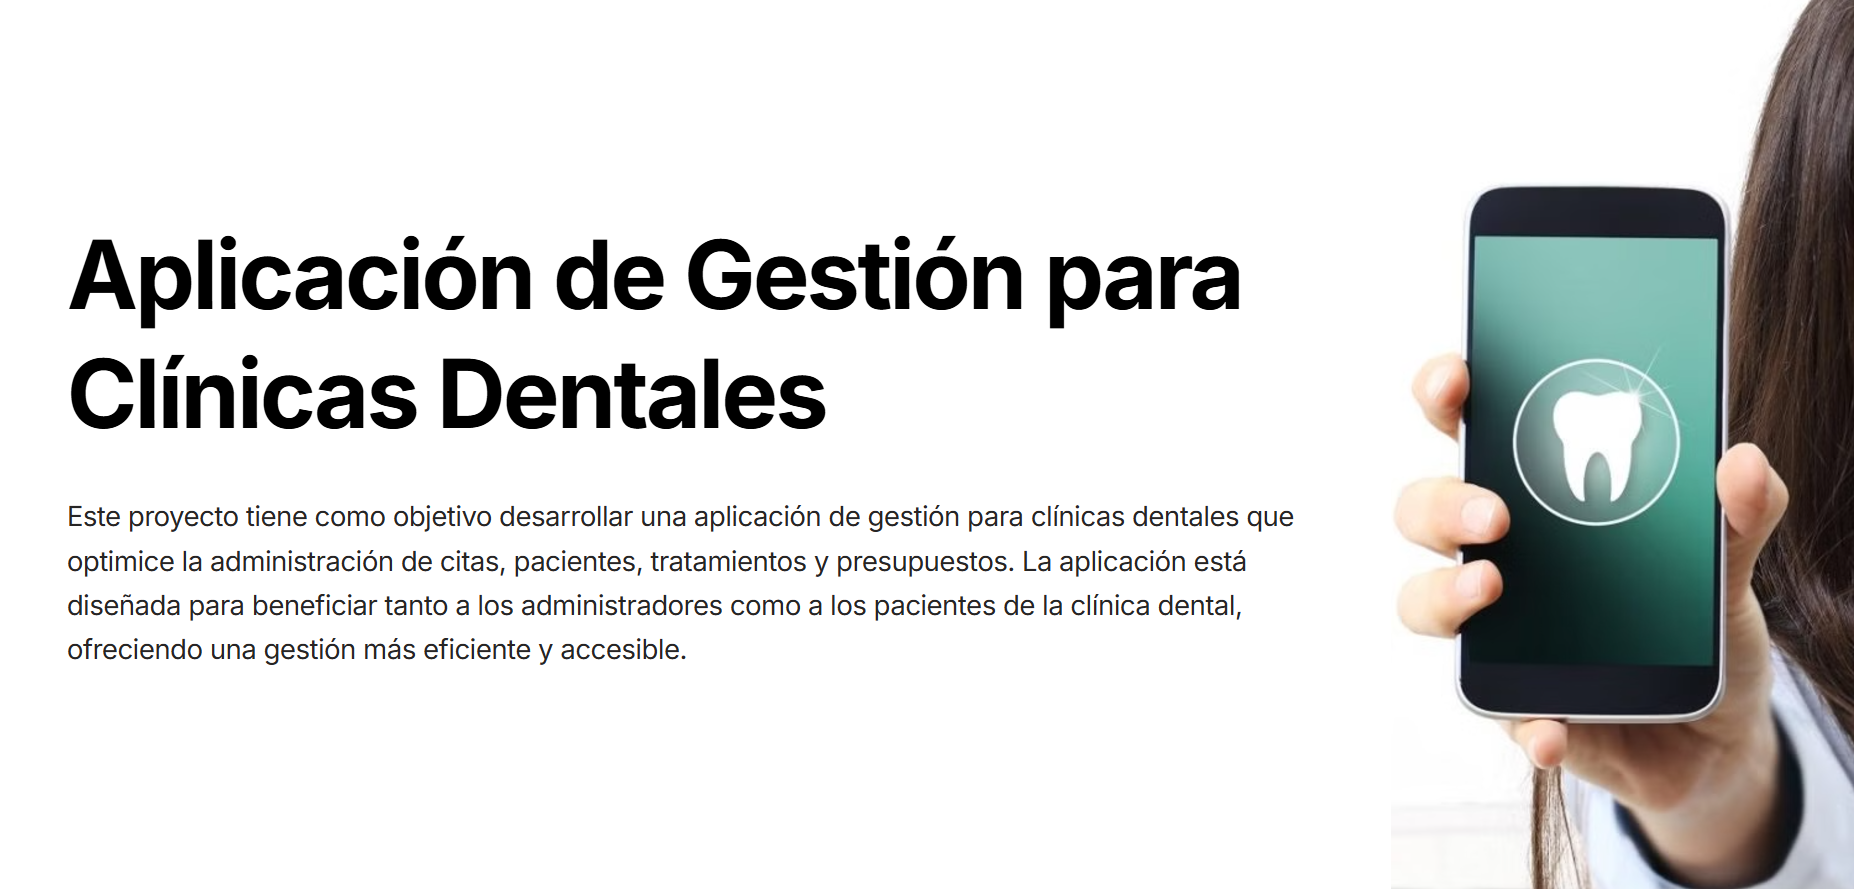 Aplicación de Gestión para
Clínicas Dentales
Este proyecto tiene como objetivo desarrollar una aplicación de gestión para clínicas dentales que
optimice la administración de citas, pacientes, tratamientos y presupuestos. La aplicación está
diseñada para beneficiar tanto a los administradores como a los pacientes de la clínica dental,
ofreciendo una gestión más eficiente y accesible.